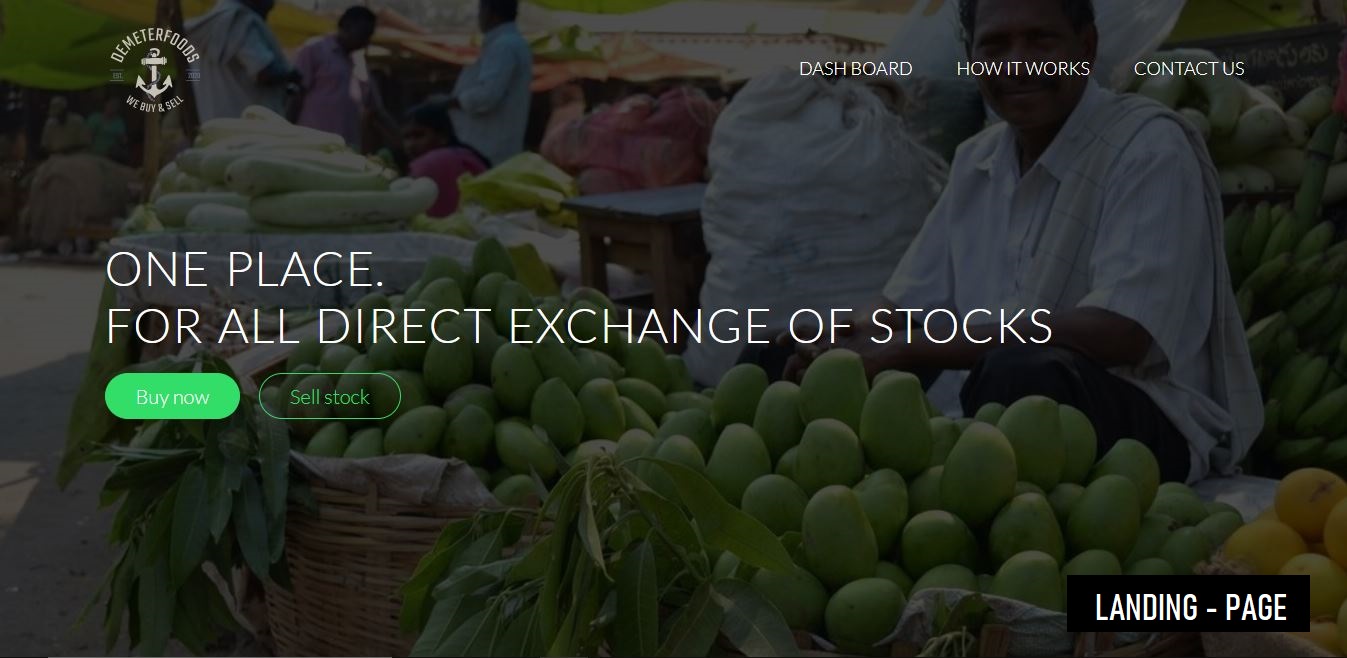 DEMETERFOODS
EST. 2020
WE BUY & SELL
DASH BOARD HOW IT WORKS CONTACT US
ONE PLACE.
FOR ALL DIRECT EXCHANGE OF STOCKS
Buy now Sell stock
LANDING - PAGE